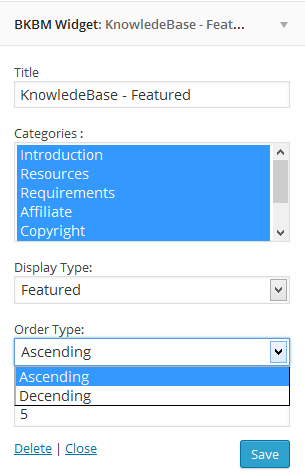 BKBM Widget: KnowledeBase - Feat...
Title
KnowledeBase - Featured
Categories :
Introduction
Resources
Requirements
Affiliate
Copyright
Display Type:
Featured
Order Type:
Ascending
Ascending
Decending
5
Delete | Close
Save